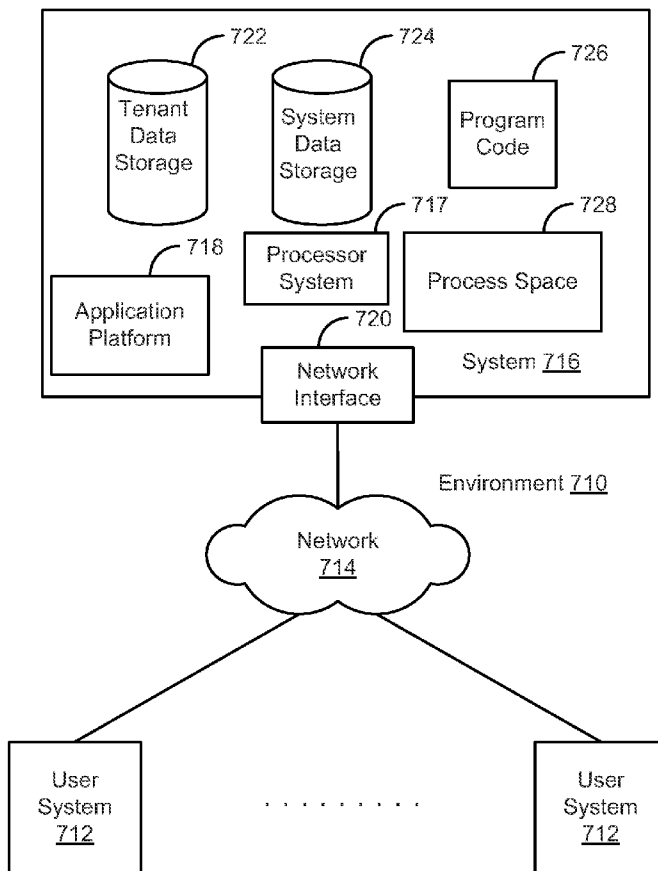 722
724
726
Tenant
Data
Storage
System
Data
Storage
Program
Code
717
728
718
Processor
System
Process Space
Application
Platform
720
System 716
Network
Interface
Environment 710
Network
714
User
System
712
. . . . . . . . .
User
System
712